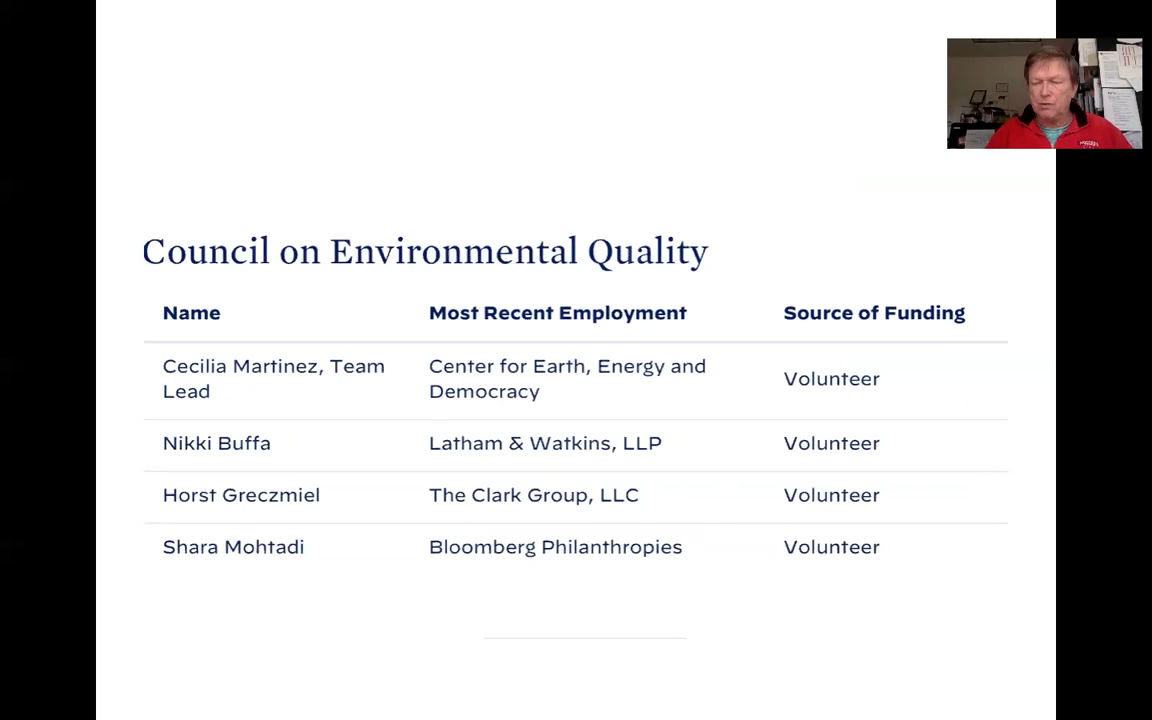 Council on Environmental Quality
Name Most Recent Employment Source of Funding
Cecilia Martinez, Team Center for Earth, Energy and
Lead Democracy Volunteer
Nikki Buffa Latham & Watkins, LLP Volunteer
Horst Greczmiel The Clark Group, LLC Volunteer
Shara Mohtadi Bloomberg Philanthropies Volunteer